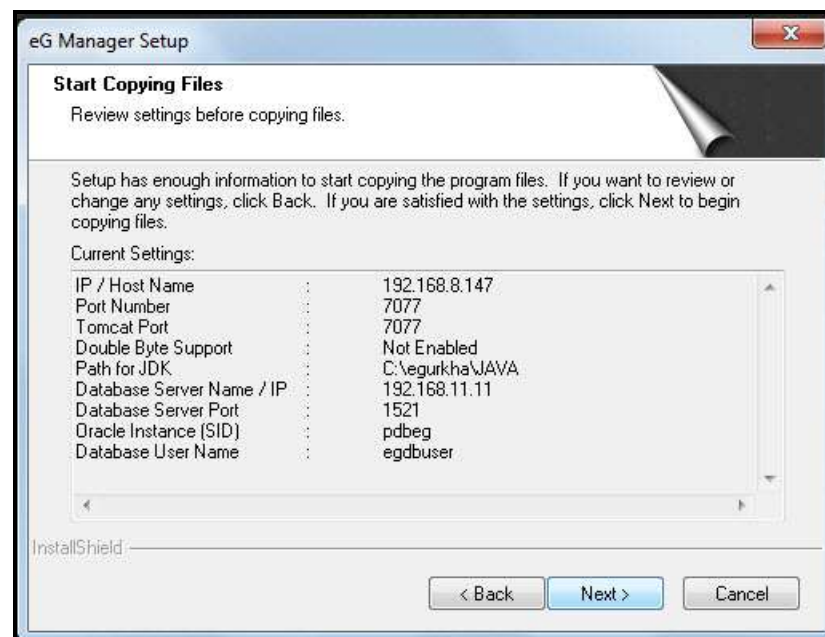 eG Manager Setup
Start Copying Files
Review settings before copying files.
Setup has enough information to start copying the program files. If you want to review or
change any settings, click Back. If you are satisfied with the settings, click Next to begin
copying files.
Current Settings:
IP / Host Name : 192.168.8.147
Port Number : 7077
Tomcat Port : 7077
Double Byte Support : Not Enabled
Path for JDK : C:\egurkha\JAVA
Database Server Name / IP : 192.168.11.11
Database Server Port : 1521
Oracle Instance (SID) : pdbeg
Database User Name : egdbuser
InstallShield
< Back Next > Cancel